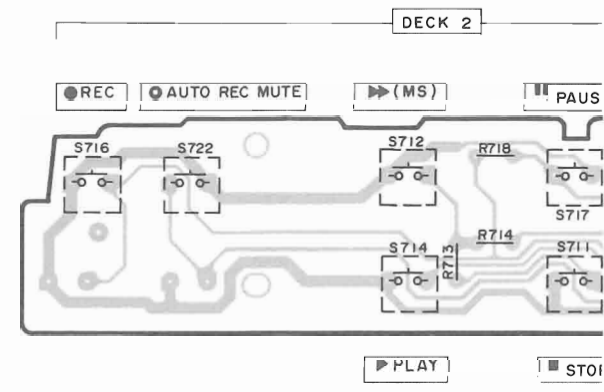 DECK 2
REC
AUTO REC MUTE
(MS)
PAUS
S716
S722
S712
R718
S717
S714
R713
R714
S711
PLAY
STO